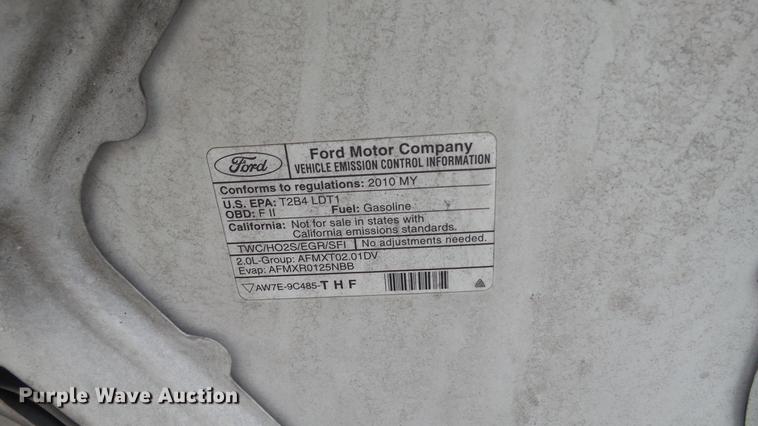 Ford
Ford Motor Company
VEHICLE EMISSION CONTROL INFORMATION
Conforms to regulations: 2010 MY
U.S. EPA: T2B4 LDT1
OBD: F II Fuel: Gasoline
California: Not for sale in states with
California emissions standards.
TWC/HO2S/EGR/SFI No adjustments needed.
2.0L-Group: AFMXT02.01DV
Evap: AFMXR0125NBB
AW7E-9C485-THF
Purple Wave Auction